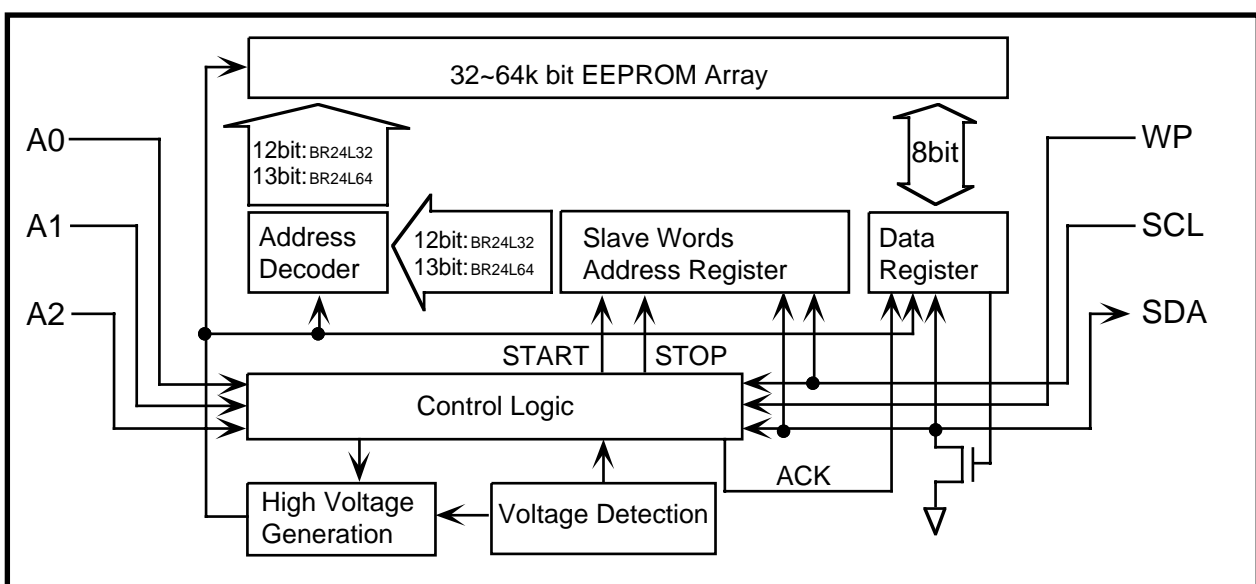 32~64k bit EEPROM Array
A0
12bit: BR24L32
13bit: BR24L64
8bit
WP
A1
Address
Decoder
12bit: BR24L32
13bit: BR24L64
Slave Words
Address Register
Data
Register
SCL
A2
SDA
START
STOP
Control Logic
ACK
High Voltage
Generation
Voltage Detection